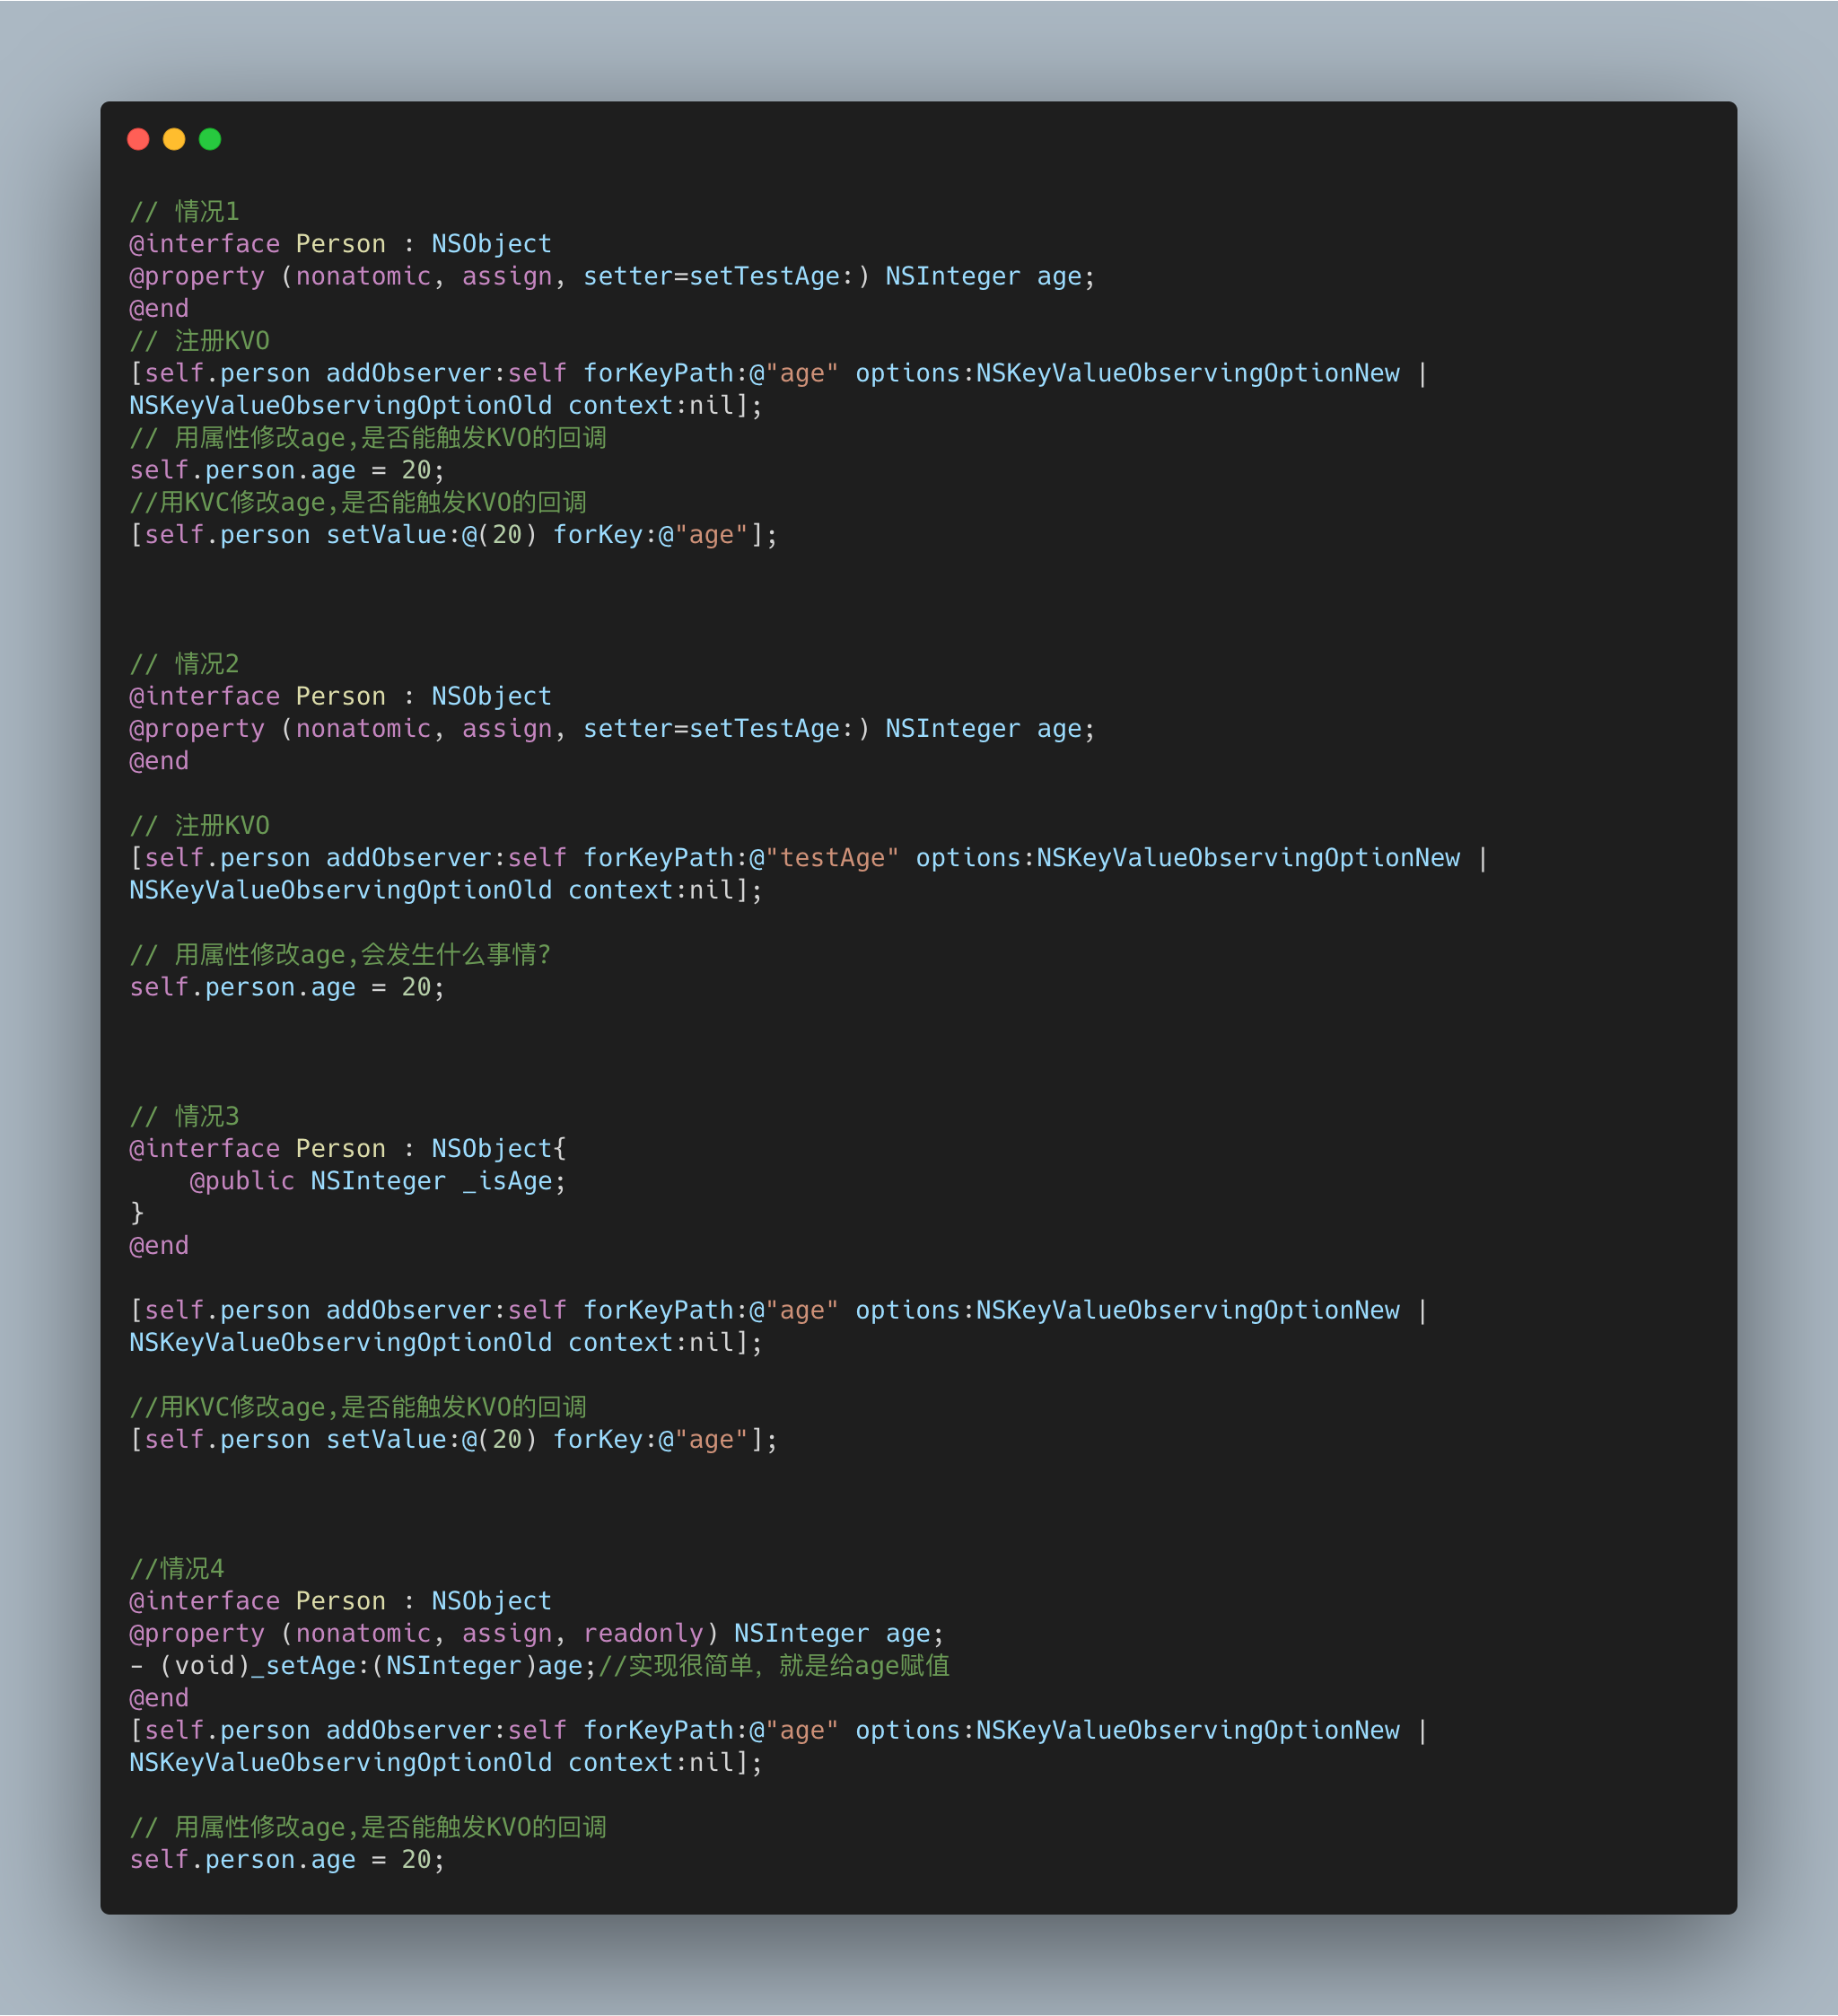 // 情况1
@interface Person : NSObject
@property (nonatomic, assign, setter=setTestAge:) NSInteger age;
@end
// 注册KVO
[self.person addObserver:self forKeyPath:@"age" options:NSKeyValueObservingOptionNew |
NSKeyValueObservingOptionOld context:nil];
// 用属性修改age,是否能触发KVO的回调
self.person.age = 20;
//用KVC修改age,是否能触发KVO的回调
[self.person setValue:@(20) forKey:@"age"];
// 情况2
@interface Person : NSObject
@property (nonatomic, assign, setter=setTestAge:) NSInteger age;
@end
// 注册KVO
[self.person addObserver:self forKeyPath:@"testAge" options:NSKeyValueObservingOptionNew |
NSKeyValueObservingOptionOld context:nil];
// 用属性修改age,会发生什么事情?
self.person.age = 20;
// 情况3
@interface Person : NSObject{
    @public NSInteger _isAge;
}
@end
[self.person addObserver:self forKeyPath:@"age" options:NSKeyValueObservingOptionNew |
NSKeyValueObservingOptionOld context:nil];
//用KVC修改age,是否能触发KVO的回调
[self.person setValue:@(20) forKey:@"age"];
//情况4
@interface Person : NSObject
@property (nonatomic, assign, readonly) NSInteger age;
- (void)_setAge:(NSInteger)age;//实现很简单，就是给age赋值
@end
[self.person addObserver:self forKeyPath:@"age" options:NSKeyValueObservingOptionNew |
NSKeyValueObservingOptionOld context:nil];
// 用属性修改age,是否能触发KVO的回调
self.person.age = 20;